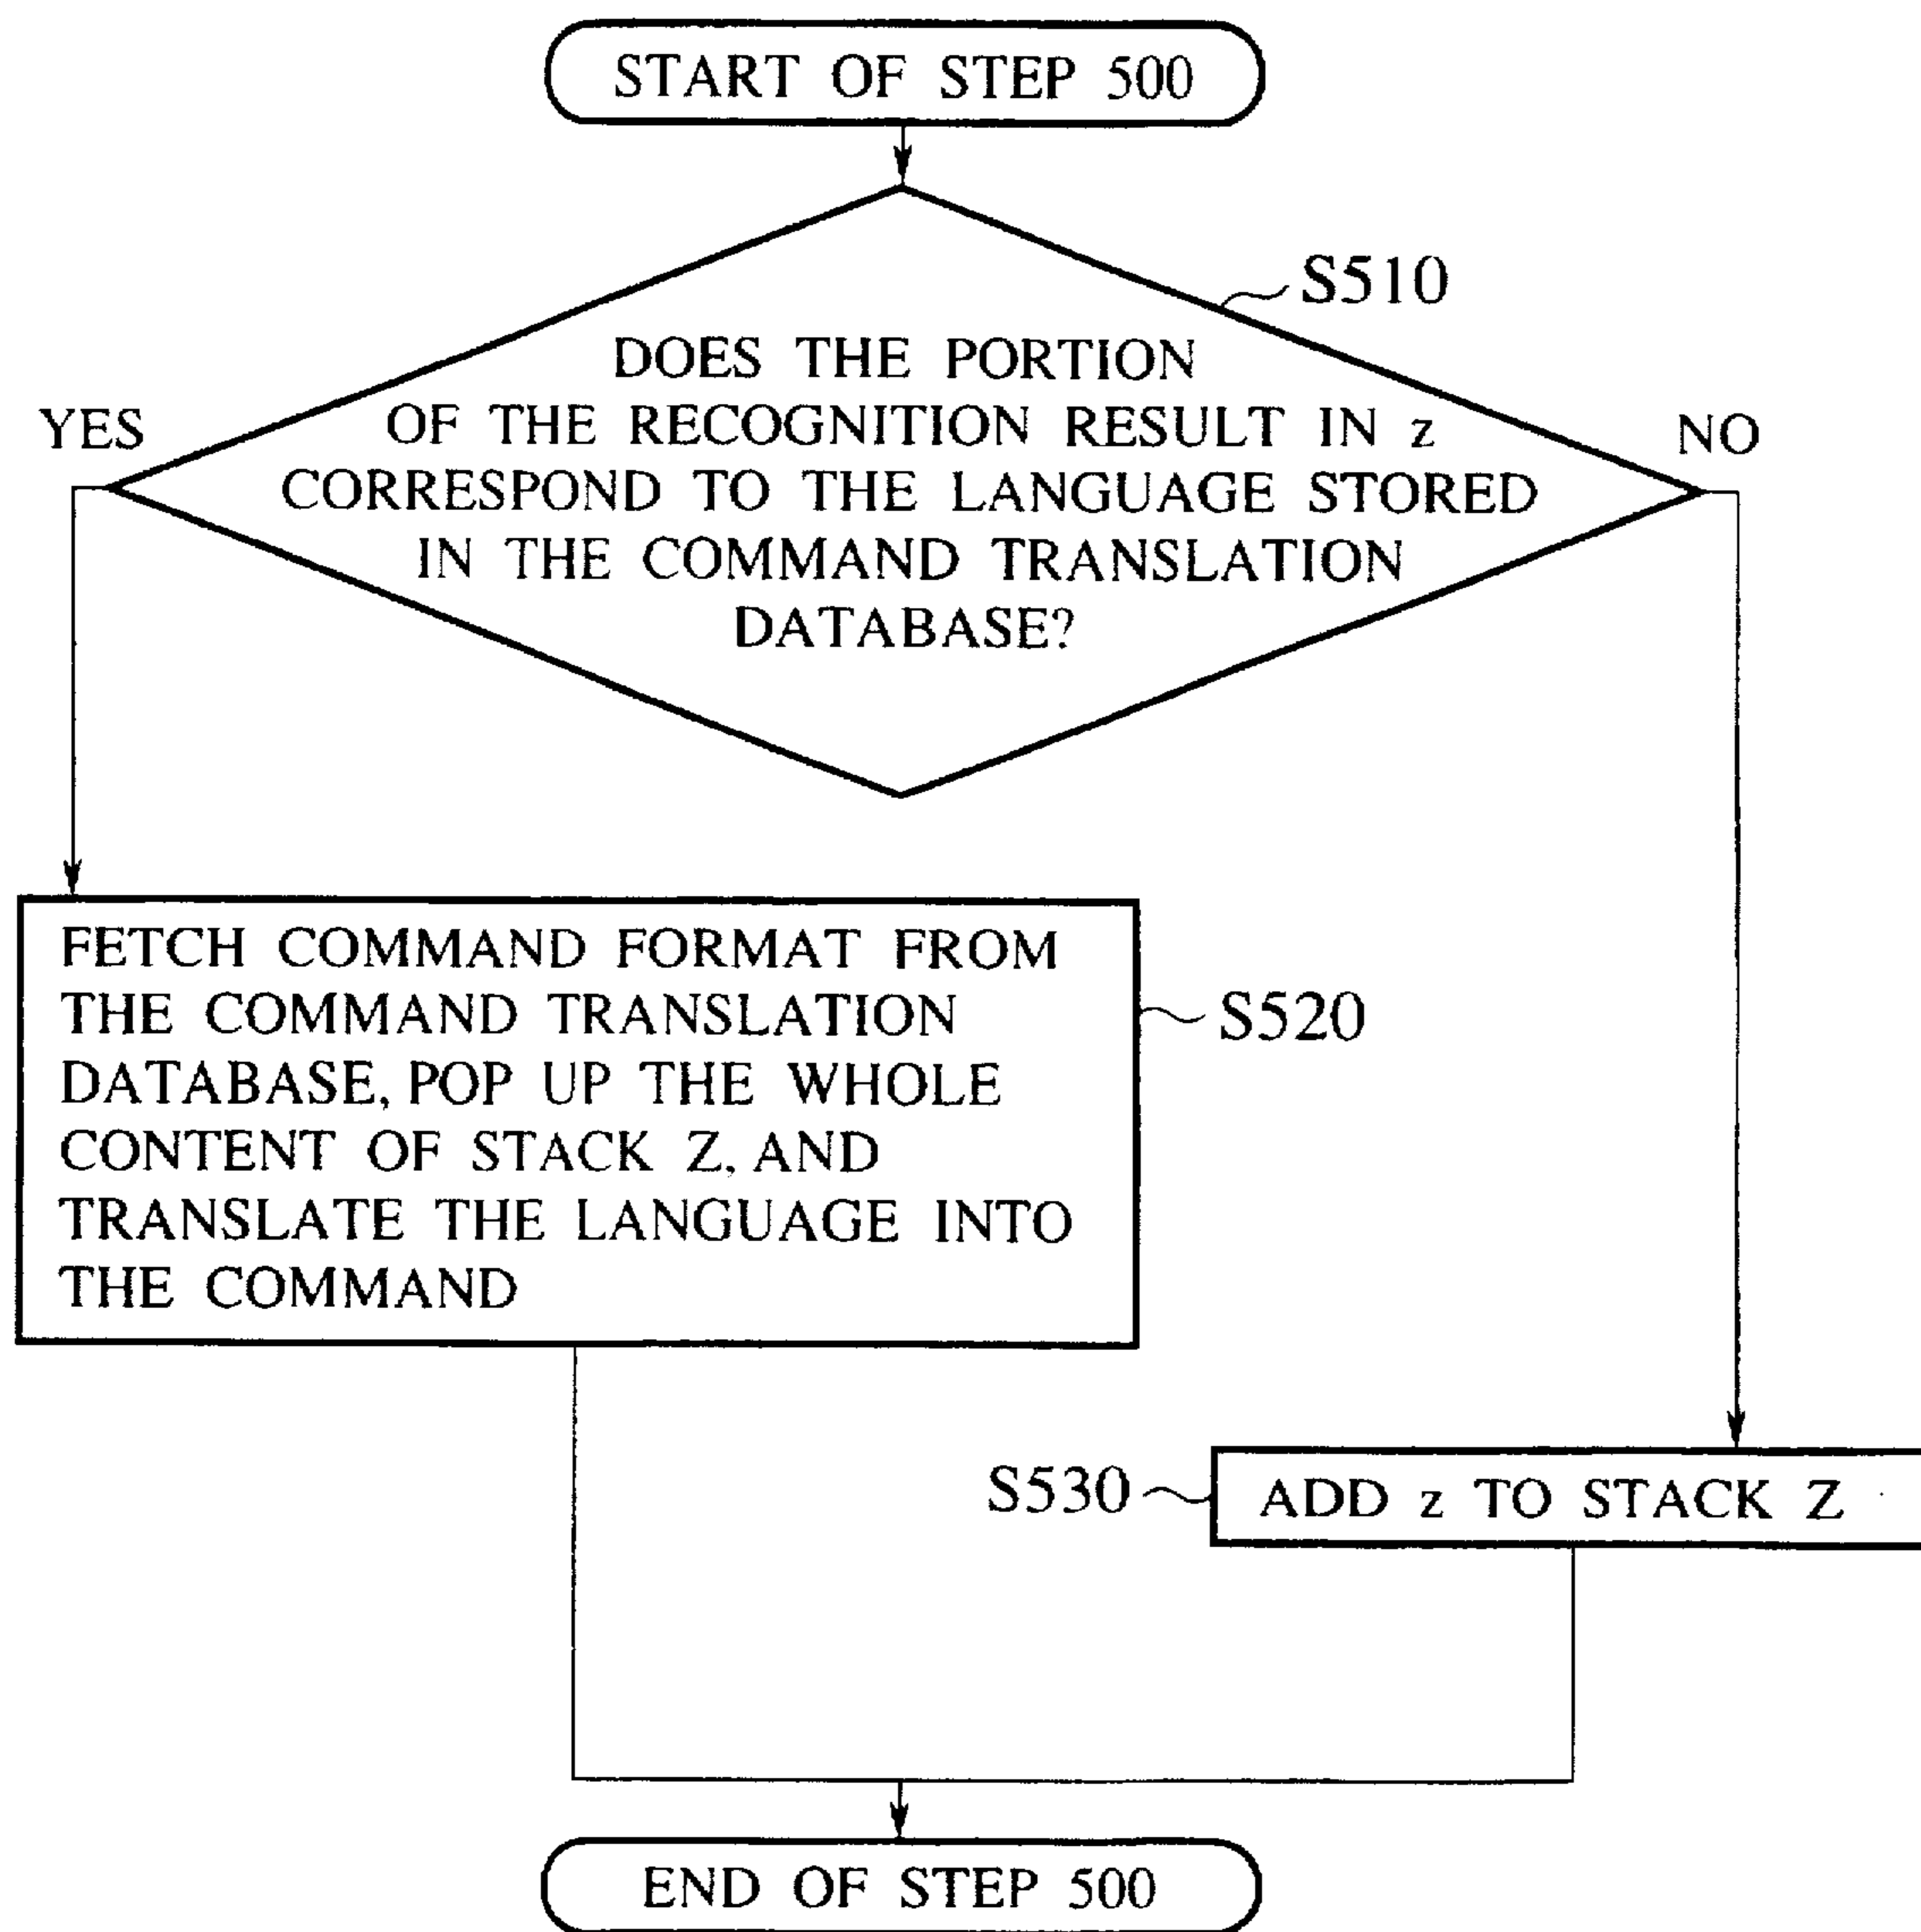 START OF STEP 500
S510
DOES THE PORTION
OF THE RECOGNITION RESULT IN z
CORRESPOND TO THE LANGUAGE STORED
IN THE COMMAND TRANSLATION
DATABASE?
YES
NO
FETCH COMMAND FORMAT FROM
THE COMMAND TRANSLATION
DATABASE, POP UP THE WHOLE
CONTENT OF STACK Z, AND
TRANSLATE THE LANGUAGE INTO
THE COMMAND
S520
S530
ADD z TO STACK Z
END OF STEP 500